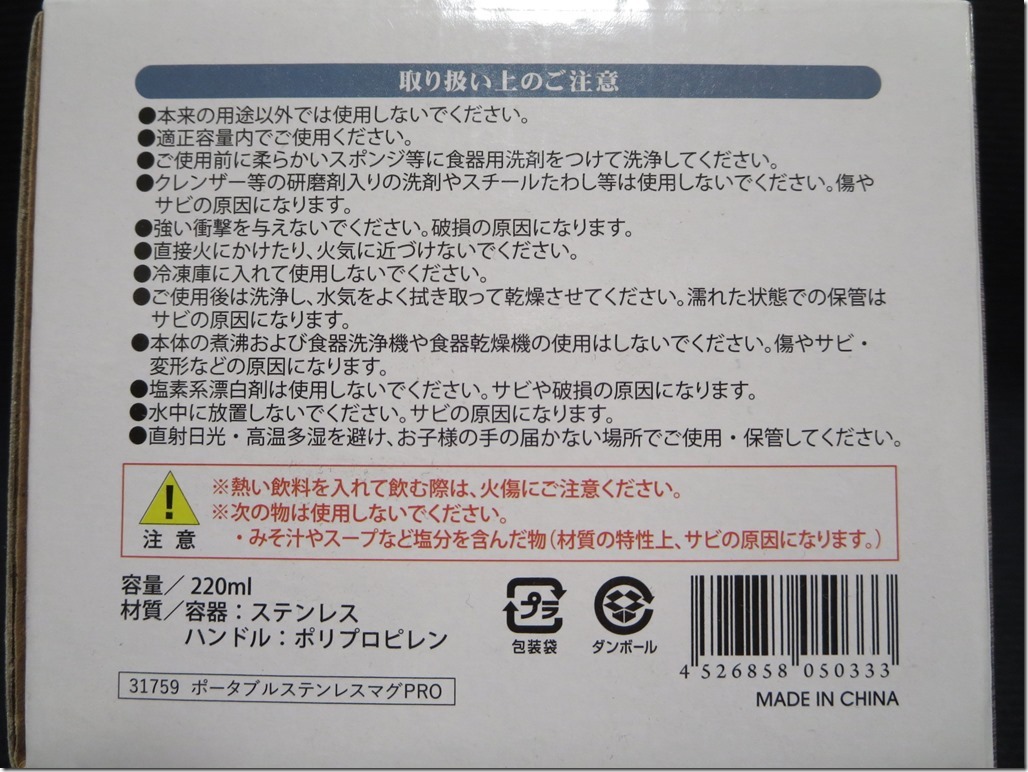 取り扱い上のご注意
●本来の用途以外では使用しないでください。
●適正容量内でご使用ください。
●ご使用前に柔らかいスポンジ等に食器用洗剤をつけて洗浄してください。
●クレンザー等の研磨剤入りの洗剤やスチールたわし等は使用しないでください。傷や
サビの原因になります。
●強い衝撃を与えないでください。破損の原因になります。
●直接火にかけたり、火気に近づけないでください。
●冷凍庫に入れて使用しないでください。
●ご使用後は洗浄し、水気をよく拭き取って乾燥させてください。濡れた状態での保管は
サビの原因になります。
●本体の煮沸および食器洗浄機や食器乾燥機の使用はしないでください。傷やサビ・
変形などの原因になります。
●塩素系漂白剤は使用しないでください。サビや破損の原因になります。
●水中に放置しないでください。サビの原因になります。
●直射日光・高温多湿を避け、お子様の手の届かない場所でご使用・保管してください。
※熱い飲料を入れて飲む際は、火傷にご注意ください。
※次の物は使用しないでください。
・みそ汁やスープなど塩分を含んだ物(材質の特性上、サビの原因になります。)
注意
容量/ 220ml
材質/容器:ステンレス
ハンドル:ポリプロピレン
プラ
包装袋
ダンボール
4 526858 050333
31759 ポータブルステンレスマグPRO
MADE IN CHINA